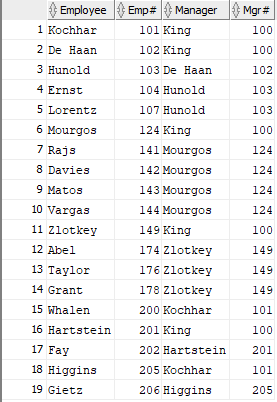 Employee Emp# Manager Mgr#
1 Kochhar 101 King 100
2 De Haan 102 King 100
3 Hunold 103 De Haan 102
4 Ernst 104 Hunold 103
5 Lorentz 107 Hunold 103
6 Mourgos 124 King 100
7 Rajs 141 Mourgos 124
8 Davies 142 Mourgos 124
9 Matos 143 Mourgos 124
10 Vargas 144 Mourgos 124
11 Zlotkey 149 King 100
12 Abel 174 Zlotkey 149
13 Taylor 176 Zlotkey 149
14 Grant 178 Zlotkey 149
15 Whalen 200 Kochhar 101
16 Hartstein 201 King 100
17 Fay 202 Hartstein 201
18 Higgins 205 Kochhar 101
19 Gietz 206 Higgins 205